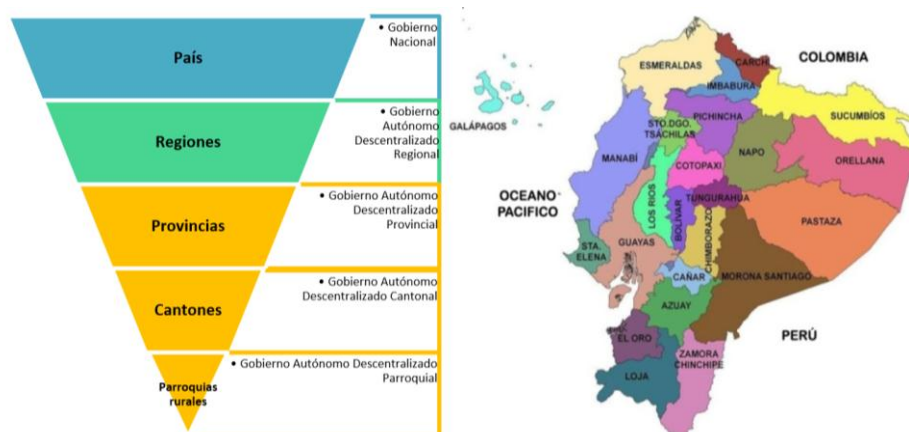 País
• Gobierno
Nacional
Regiones
• Gobierno
Autónomo
Descentralizado
Regional
Provincias
• Gobierno Autónomo
Descentralizado
Provincial
Cantones
• Gobierno Autónomo
Descentralizado Cantonal
Parroquias
rurales
• Gobierno Autónomo Descentralizado
Parroquial
GALÁPAGOS
OCEANO
PACIFICO
COLOMBIA
PERÚ
ESMERALDAS
CARCHI
IMBABURA
SUCUMBÍOS
PICHINCHA
STO.DGO.
TSÁCHILAS
MANABÍ
NAPO
ORELLANA
COTOPAXI
LOS RIOS
TUNGURAHUA
BOLÍVAR
PASTAZA
CHIMBORAZO
STA.
ELENA
GUAYAS
CAÑAR
MORONA SANTIAGO
AZUAY
EL ORO
ZAMORA
CHINCHIPE
LOJA